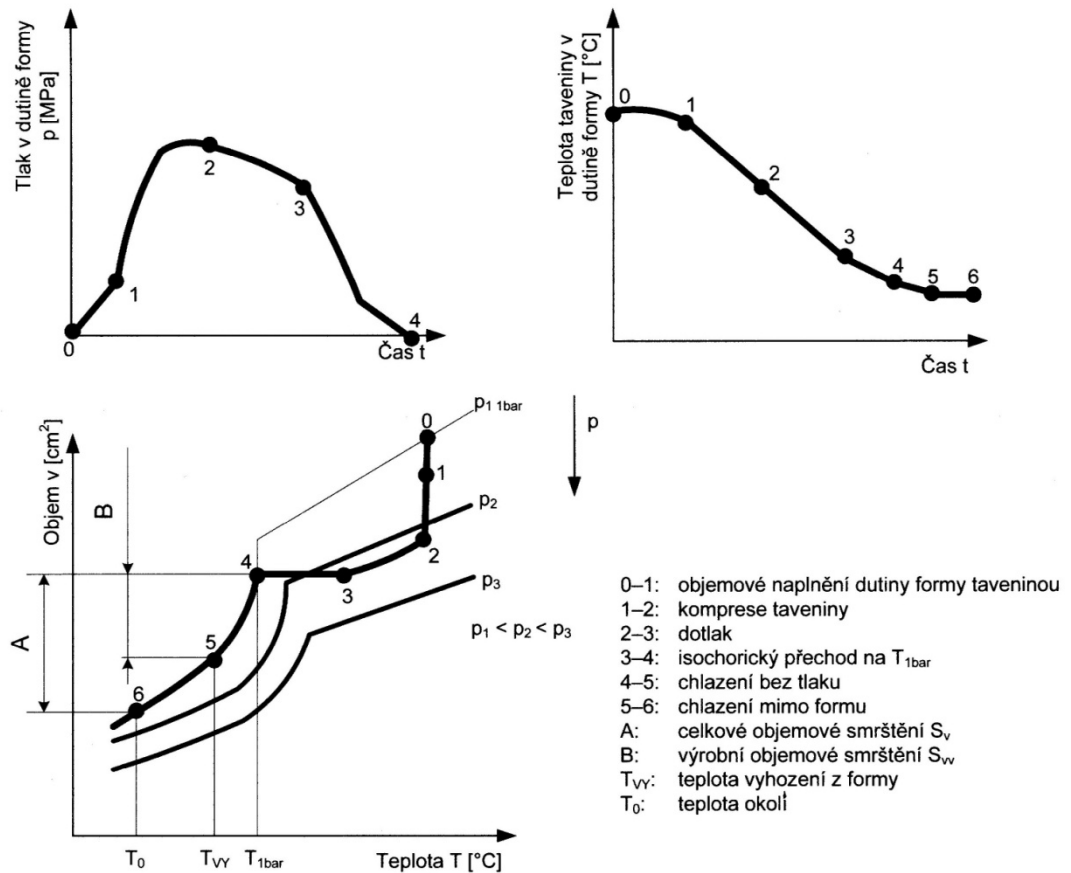 Tlak v dutině formy
p [MPa]
0
1
2
3
4
Čas t
Teplota taveniny v
dutině formy T [°C]
0
1
2
3
4
5
6
Čas t
Objem v [cm²]
B
A
p1 1bar
p2
p3
p1 < p2 < p3
0
1
2
3
4
5
6
T0
TVY
T1bar
Teplota T [°C]
p
0–1: objemové naplnění dutiny formy taveninou
1–2: komprese taveniny
2–3: dotlak
3–4: isochorický přechod na T1bar
4–5: chlazení bez tlaku
5–6: chlazení mimo formu
A: celkové objemové smrštění Sv
B: výrobní objemové smrštění Svv
TVY: teplota vyhození z formy
T0: teplota okolí